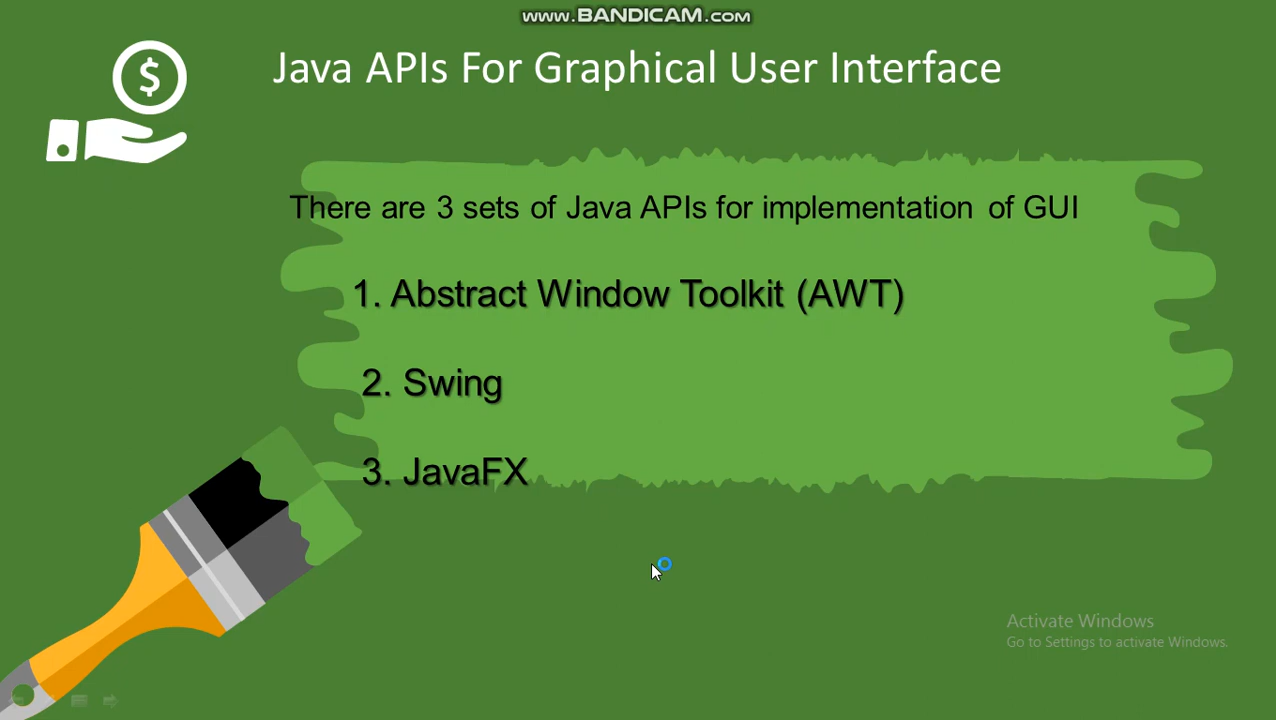 www.BANDICAM.com
$
Java APIs For Graphical User Interface
There are 3 sets of Java APIs for implementation of GUI
1. Abstract Window Toolkit (AWT)
2. Swing
3. JavaFX
Activate Windows
Go to Settings to activate Windows.